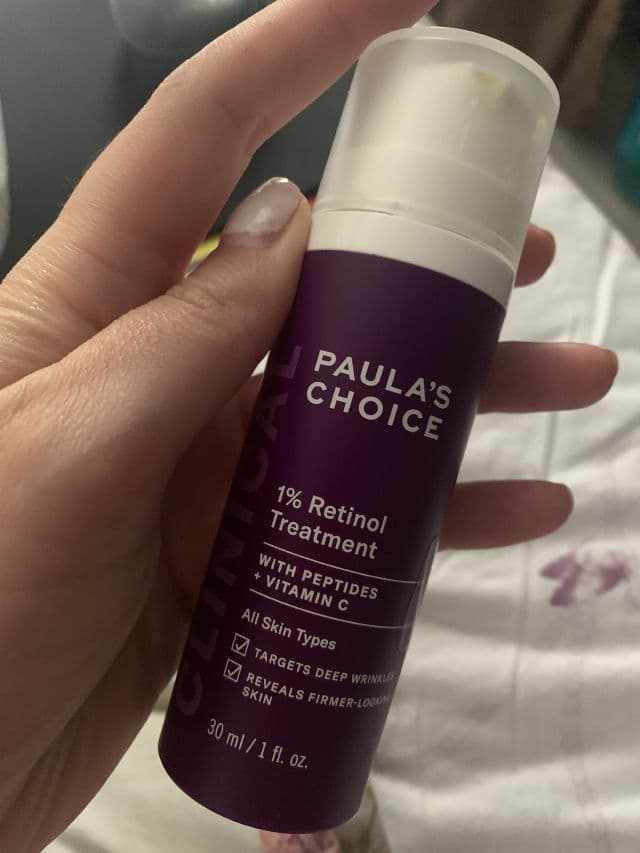 CLINICAL
PAULA'S
CHOICE
1% Retinol
Treatment
WITH PEPTIDES
+ VITAMIN C
All Skin Types
TARGETS DEEP WRINKLES
REVEALS FIRMER-LOOKING
SKIN
30 ml / 1 fl. oz.